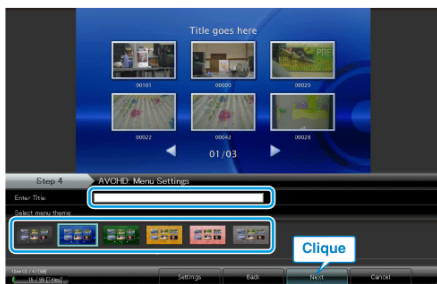 Title goes here
PRE
00101 00000 00020
00022 00042 00028
01/03
Step 4 AVCHD: Menu Settings
Enter Title:
Select menu theme:
Clique
Settings Back Next Cancel